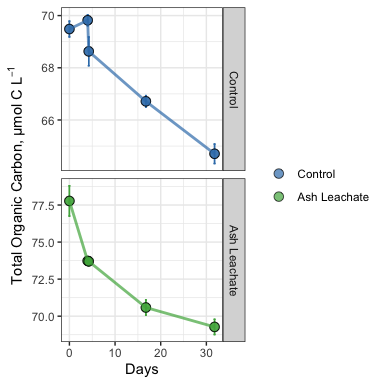 Total Organic Carbon, μmol C L⁻¹
70
68
66
Control
77.5
75.0
72.5
70.0
Ash Leachate
0 10 20 30
Days
Control
Ash Leachate